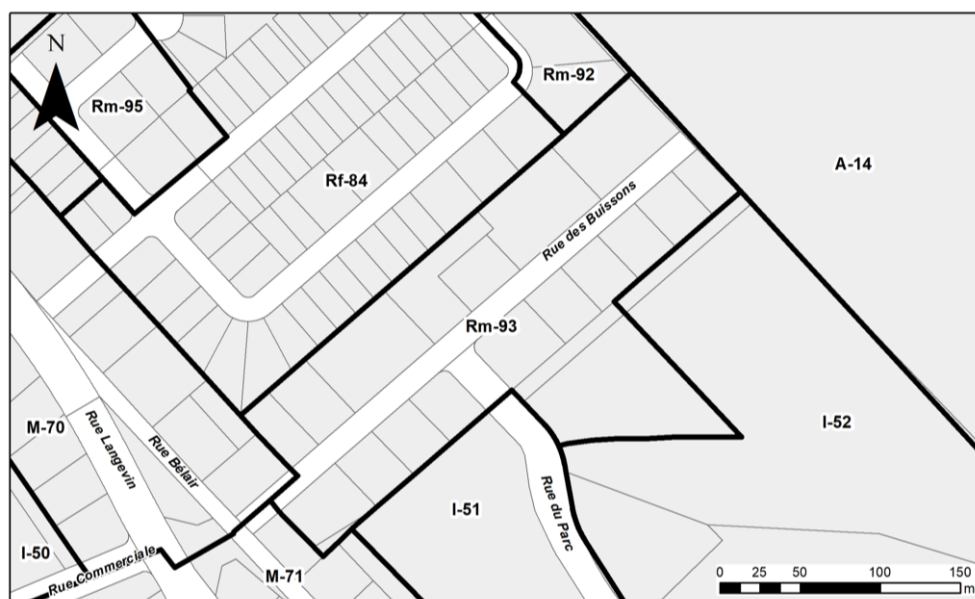 N
Rm-92
Rm-95
A-14
Rf-84
Rue des Buissons
Rm-93
M-70
I-52
Rue Langevin
Rue Bélair
I-51
Rue du Parc
I-50
Rue Commerciale
M-71
0 25 50 100 150
m